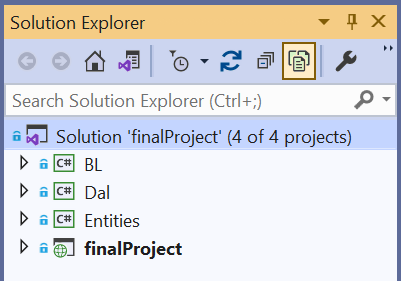 Solution Explorer
Search Solution Explorer (Ctrl+;)
Solution 'finalProject' (4 of 4 projects)
C# BL
C# Dal
C# Entities
finalProject